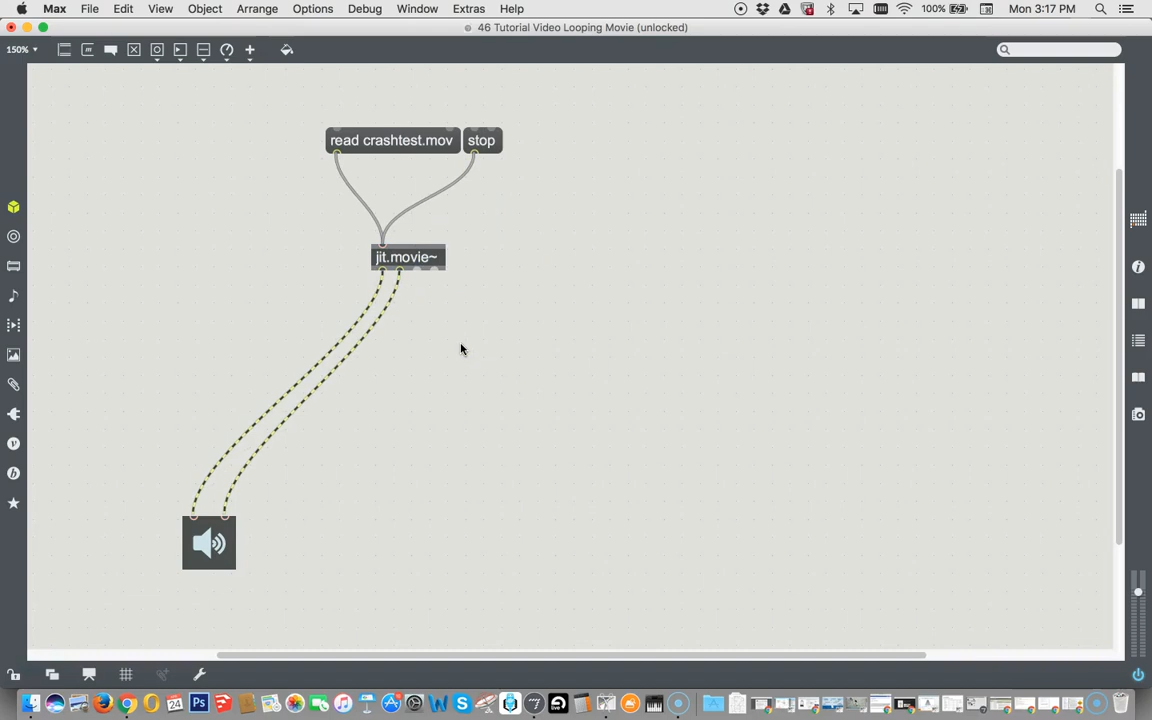 Max File Edit View Object Arrange Options Debug Window Extras Help 100% Mon 3:17 PM
46 Tutorial Video Looping Movie (unlocked)
150%
read crashtest.mov stop
jit.movie~